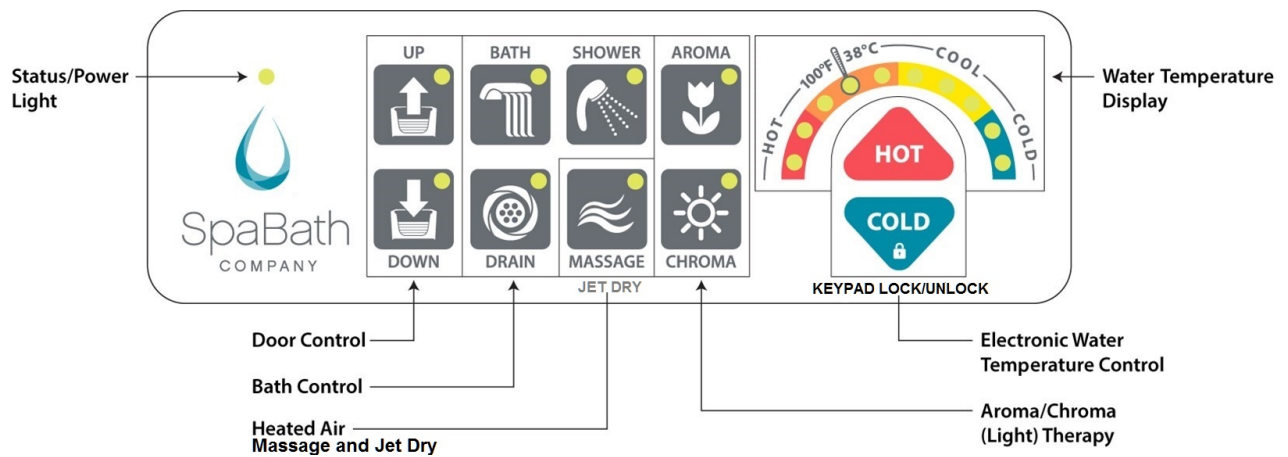 Status/Power
Light
SpaBath
COMPANY
UP
BATH
SHOWER
AROMA
DOWN
DRAIN
MASSAGE
CHROMA
JET DRY
HOT
100°F
38°C
COOL
COLD
HOT
COLD
KEYPAD LOCK/UNLOCK
Water Temperature
Display
Door Control
Bath Control
Heated Air
Massage and Jet Dry
Electronic Water
Temperature Control
Aroma/Chroma
(Light) Therapy